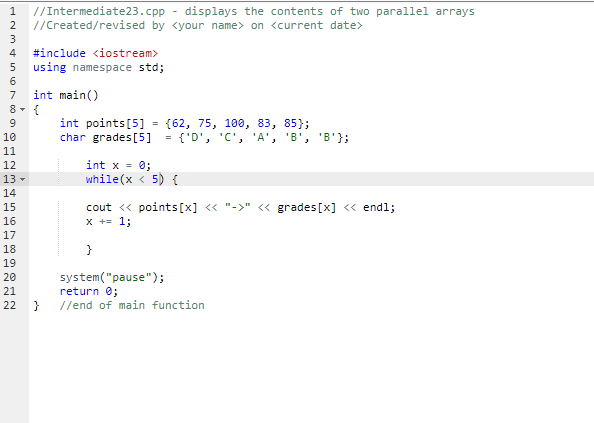 1 //Intermediate23.cpp - displays the contents of two parallel arrays
2 //Created/revised by <your name> on <current date>
3
4 #include <iostream>
5 using namespace std;
6
7 int main()
8 {
9 int points[5] = {62, 75, 100, 83, 85};
10 char grades[5] = {'D', 'C', 'A', 'B', 'B'};
11
12 int x = 0;
13 while(x < 5) {
14
15 cout << points[x] << "->" << grades[x] << endl;
16 x += 1;
17
18 }
19
20 system("pause");
21 return 0;
22 } //end of main function